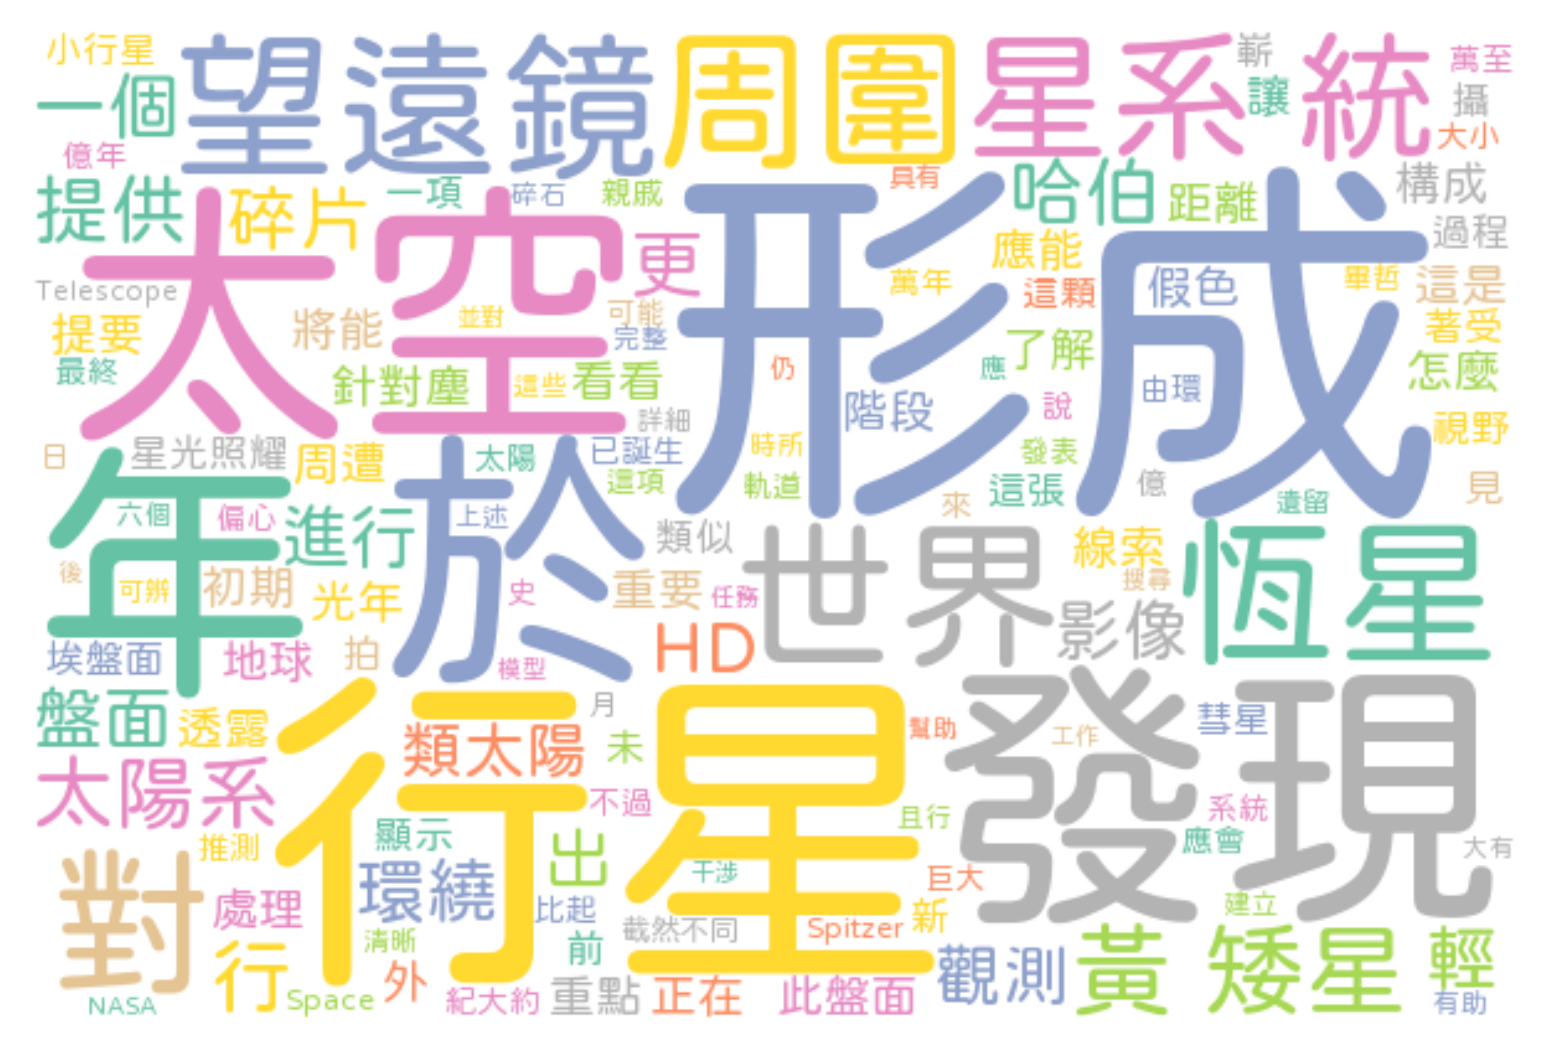 小行星
望遠鏡
周圍
星系
統
嶄
萬至
一個
讓
攝
大小
億年
提供
碎片
一項
碎石
親戚
具有
哈伯
距離
構成
太空
形成
更
應能
過程
Telescope
萬年
這顆
假色
畢哲
這是
提要
將能
並對
可能
完整
著受
最終
針對塵
這些
看看
仍
應
了解
由環
怎麼
詳細
階段
說
視野
日
星光照耀
周遭
太陽
已誕生
時所
發表
年
於
這項
軌道
來
這張
億
遺留
見
六個
偏心
進行
上述
類似
世界
線索
恆星
後
可辦
初期
光年
史
重要
任務
搜尋
影像
埃盤面
地球
拍
模型
HD
盤面
透露
行星
月
發現
類太陽
未
幫助
工作
彗星
太陽系
不過
且行
系統
推測
顯示
出
應會
大有
對
處理
環繞
干涉
巨大
比起
截然不同
Spitzer
新
建立
行
清晰
前
觀測
黃
矮星
輕
NASA
Space
外
紀大約
重點
正在
此盤面
有助